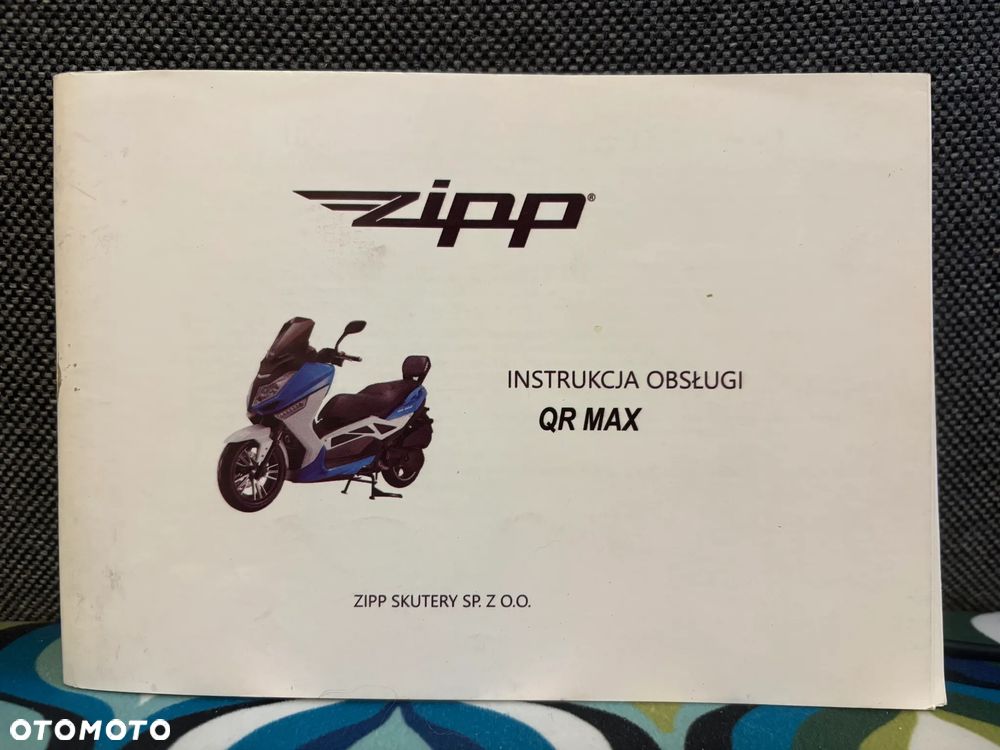 zipp®
INSTRUKCJA OBSŁUGI
QR MAX
ZIPP SKUTERY SP. Z O.O.
OTOMOTO